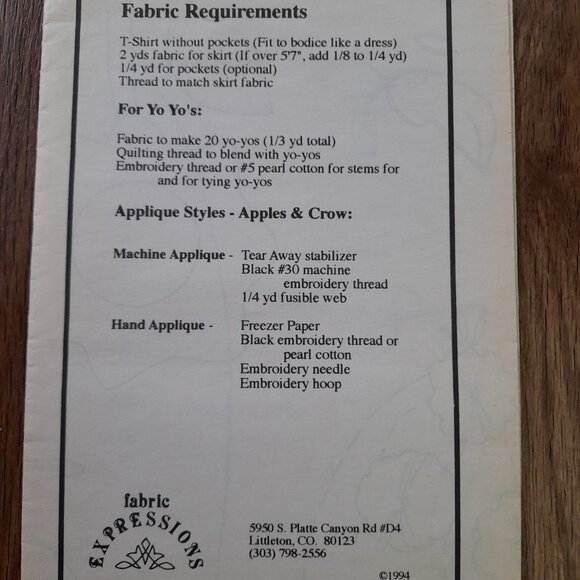 Fabric Requirements
T-Shirt without pockets (Fit to bodice like a dress)
2 yds fabric for skirt (If over 5'7", add 1/8 to 1/4 yd)
1/4 yd for pockets (optional)
Thread to match skirt fabric
For Yo Yo's:
Fabric to make 20 yo-yos (1/3 yd total)
Quilting thread to blend with yo-yos
Embroidery thread or #5 pearl cotton for stems for
and for tying yo-yos
Applique Styles - Apples & Crow:
Machine Applique - Tear Away stabilizer
Black #30 machine
embroidery thread
1/4 yd fusible web
Hand Applique - Freezer Paper
Black embroidery thread or
pearl cotton
Embroidery needle
Embroidery hoop
fabric
EXPRESSIONS
5950 S. Platte Canyon Rd #D4
Littleton, CO. 80123
(303) 798-2556
©1994